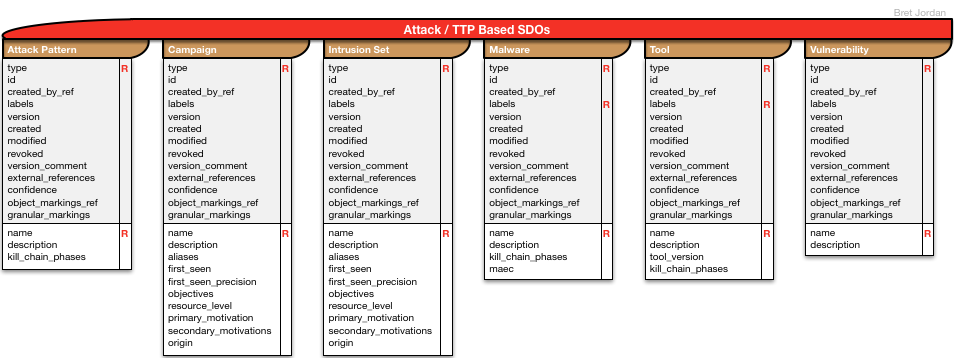 Bret Jordan
Attack / TTP Based SDOs
Attack Pattern
type R
id
created_by_ref
labels
version
created
modified
revoked
version_comment
external_references
confidence
object_markings_ref
granular_markings
name R
description
kill_chain_phases
Campaign
type R
id
created_by_ref
labels
version
created
modified
revoked
version_comment
external_references
confidence
object_markings_ref
granular_markings
name R
description
aliases
first_seen
first_seen_precision
objectives
resource_level
primary_motivation
secondary_motivations
origin
Intrusion Set
type R
id
created_by_ref
labels
version
created
modified
revoked
version_comment
external_references
confidence
object_markings_ref
granular_markings
name R
description
aliases
first_seen
first_seen_precision
objectives
resource_level
primary_motivation
secondary_motivations
origin
Malware
type R
id
created_by_ref
labels R
version
created
modified
revoked
version_comment
external_references
confidence
object_markings_ref
granular_markings
name R
description
kill_chain_phases
maec
Tool
type R
id
created_by_ref
labels R
version
created
modified
revoked
version_comment
external_references
confidence
object_markings_ref
granular_markings
name R
description
tool_version
kill_chain_phases
Vulnerability
type R
id
created_by_ref
labels
version
created
modified
revoked
version_comment
external_references
confidence
object_markings_ref
granular_markings
name R
description